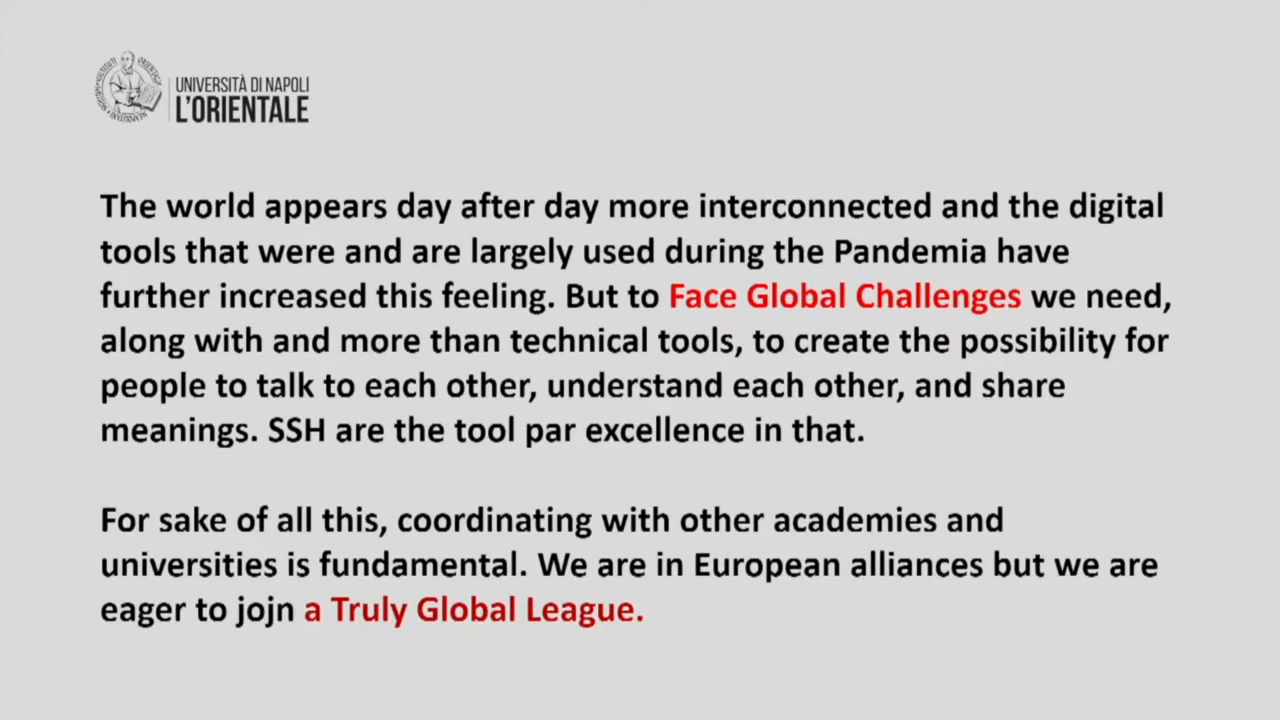 UNIVERSITÀ DI NAPOLI
L'ORIENTALE
The world appears day after day more interconnected and the digital
tools that were and are largely used during the Pandemia have
further increased this feeling. But to Face Global Challenges we need,
along with and more than technical tools, to create the possibility for
people to talk to each other, understand each other, and share
meanings. SSH are the tool par excellence in that.
For sake of all this, coordinating with other academies and
universities is fundamental. We are in European alliances but we are
eager to jojn a Truly Global League.